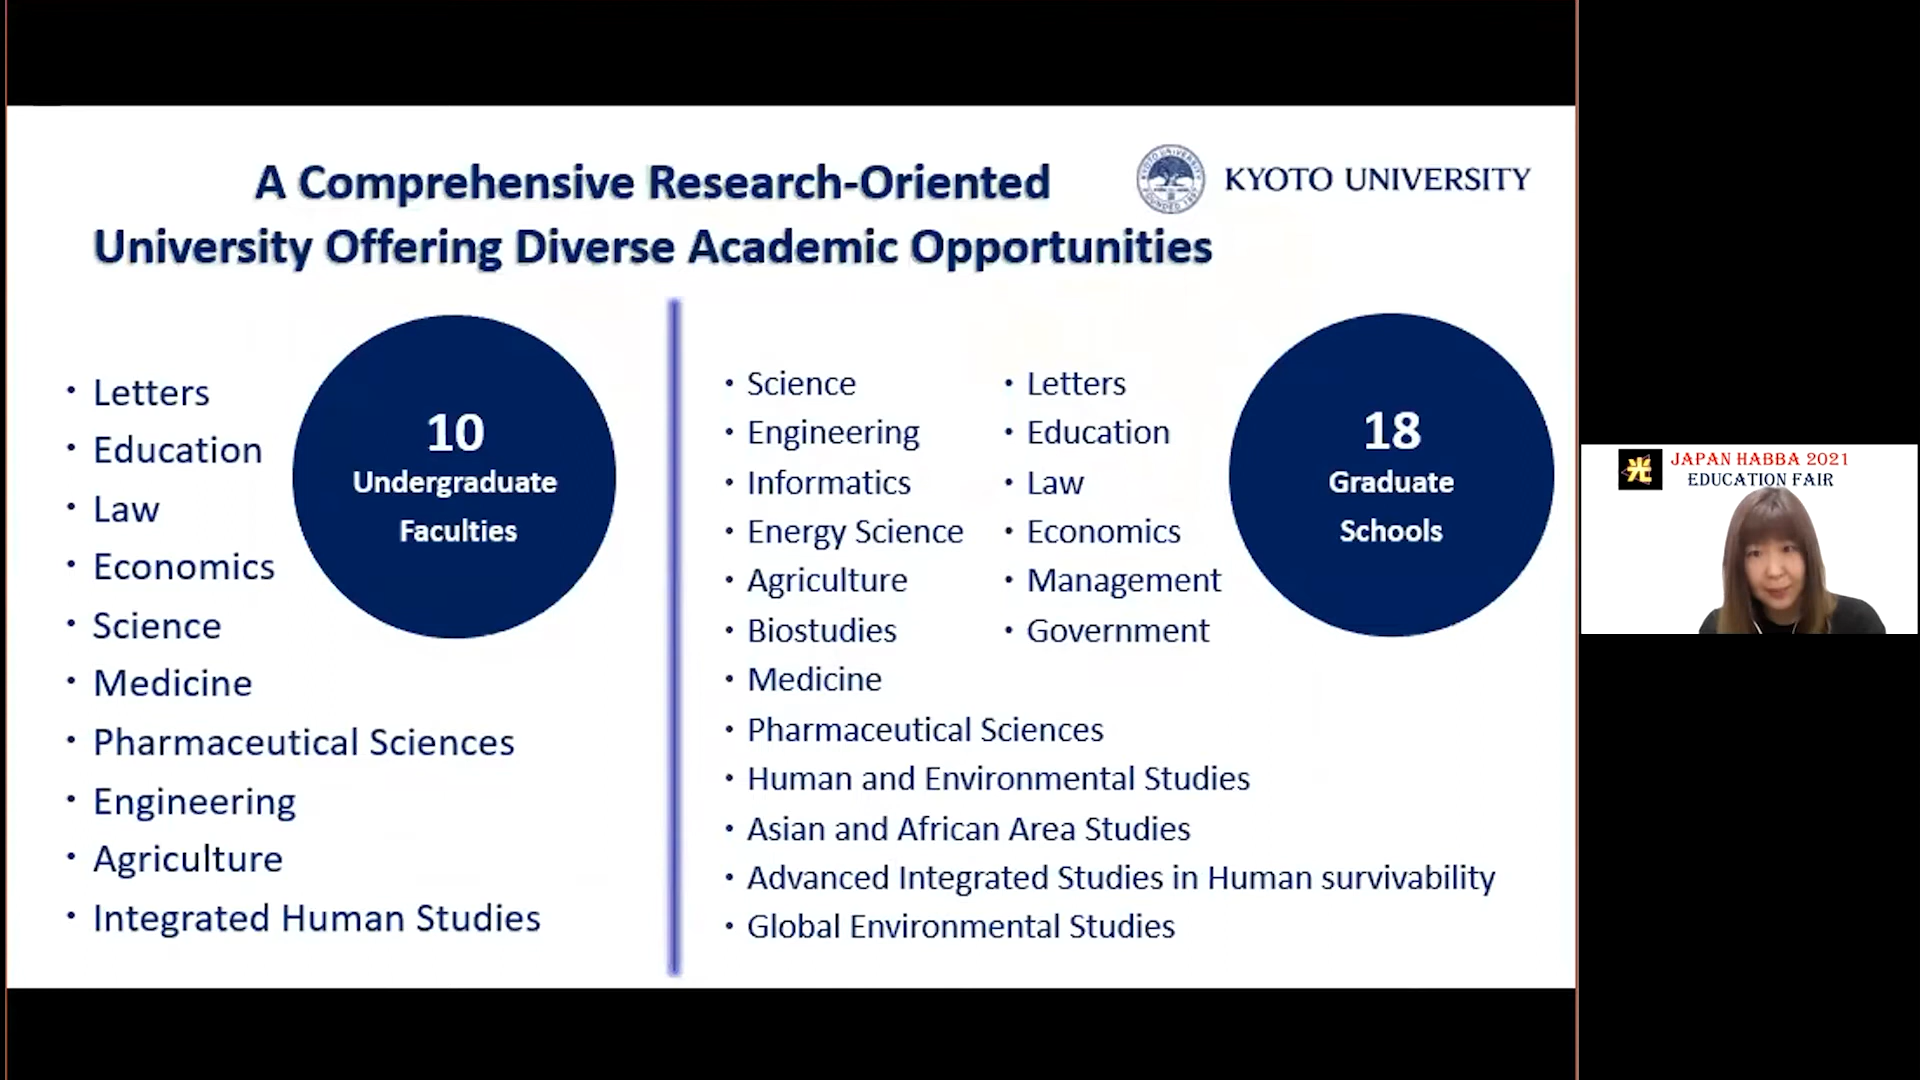 A Comprehensive Research-Oriented
University Offering Diverse Academic Opportunities
KYOTO UNIVERSITY
KYOTO UNIVERSITY
• Letters
• Education
• Law
• Economics
• Science
• Medicine
• Pharmaceutical Sciences
• Engineering
• Agriculture
• Integrated Human Studies
10
Undergraduate
Faculties
• Science
• Engineering
• Informatics
• Energy Science
• Agriculture
• Biostudies
• Medicine
• Pharmaceutical Sciences
• Human and Environmental Studies
• Asian and African Area Studies
• Advanced Integrated Studies in Human survivability
• Global Environmental Studies
• Letters
• Education
• Law
• Economics
• Management
• Government
18
Graduate
Schools
光
JAPAN HABBA 2021
EDUCATION FAIR